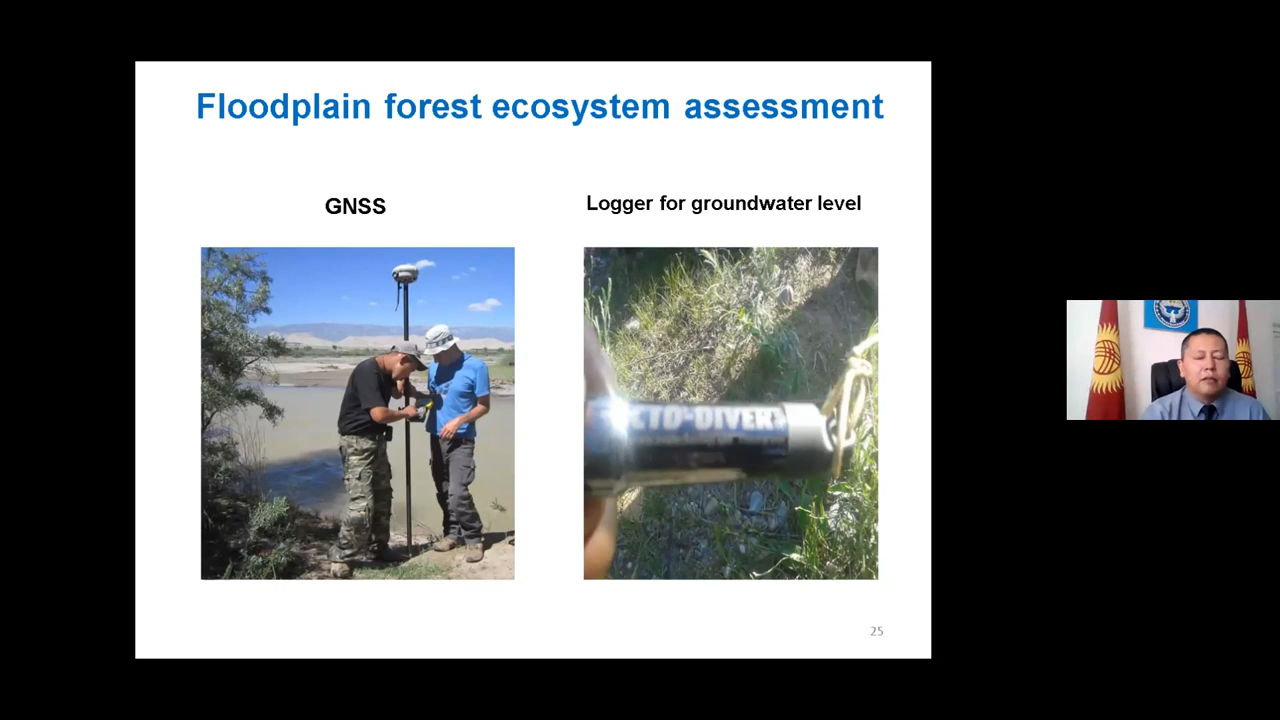 Floodplain forest ecosystem assessment
GNSS
Logger for groundwater level
CTD-DIVER
25